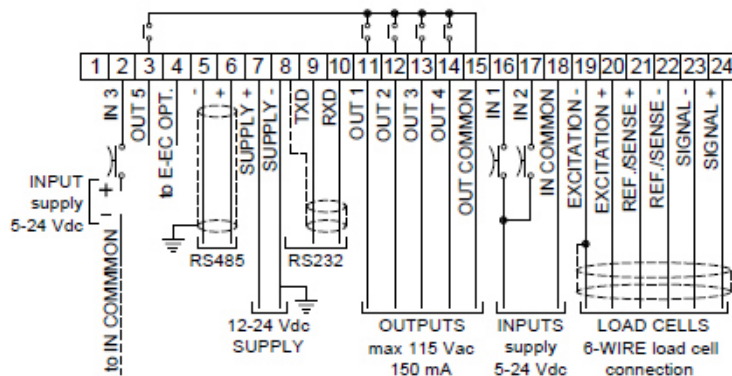 1 2 3 4 5 6 7 8 9 10 11 12 13 14 15 16 17 18 19 20 21 22 23 24
IN 3
OUT 5
to E-EC OPT.
-
+
SUPPLY +
SUPPLY -
TXD
RXD
OUT 1
OUT 2
OUT 3
OUT 4
OUT COMMON
IN 1
IN 2
IN COMMON
EXCITATION -
EXCITATION +
REF./SENSE +
REF./SENSE -
SIGNAL -
SIGNAL +
INPUT
supply
5-24 Vdc
+
-
to IN COMMMON
RS485
RS232
12-24 Vdc
SUPPLY
OUTPUTS
max 115 Vac
150 mA
INPUTS
supply
5-24 Vdc
LOAD CELLS
6-WIRE load cell
connection